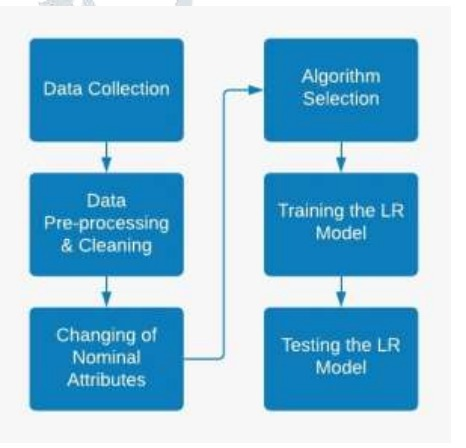 Data Collection
Data
Pre-processing
& Cleaning
Changing of
Nominal
Attributes
Algorithm
Selection
Training the LR
Model
Testing the LR
Model